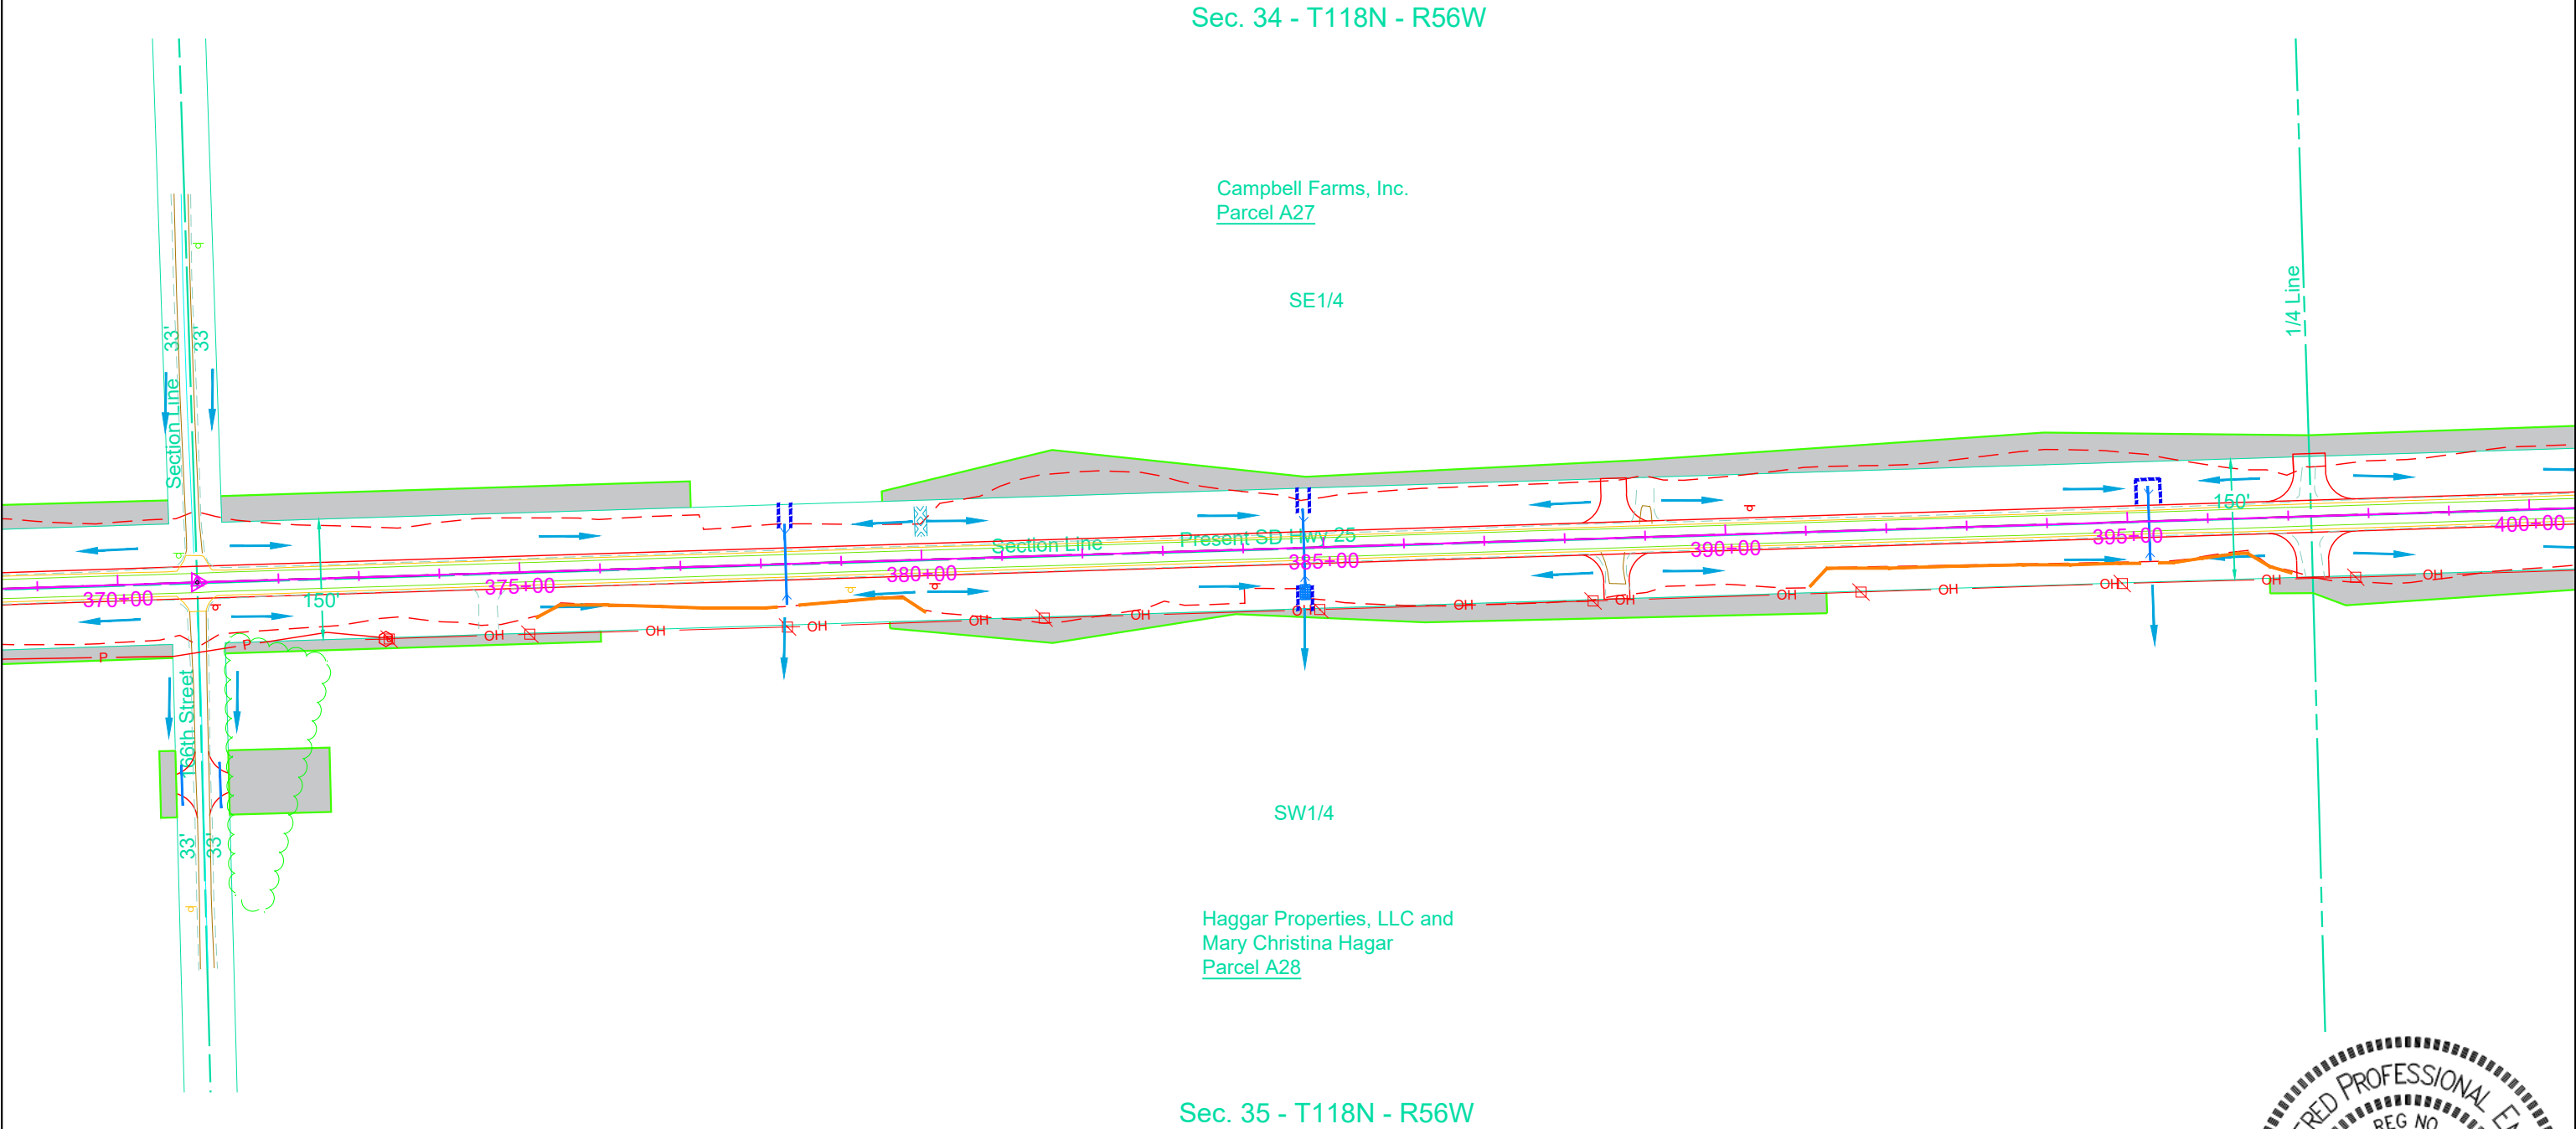 Sec. 34 - T118N - R56W
Campbell Farms, Inc.
Parcel A27
SE1/4
1/4 Line
33'
33'
Section Line
150'
Section Line
Present SD Hwy 25
370+00
375+00
380+00
385+00
390+00
395+00
400+00
150'
OH
OH
OH
OH
OH
OH
OH
OH
OH
OH
OH
OH
OH
OH
P
P
166th Street
33'
33'
SW1/4
Haggar Properties, LLC and
Mary Christina Hagar
Parcel A28
Sec. 35 - T118N - R56W
PROFESSIONAL
REG NO